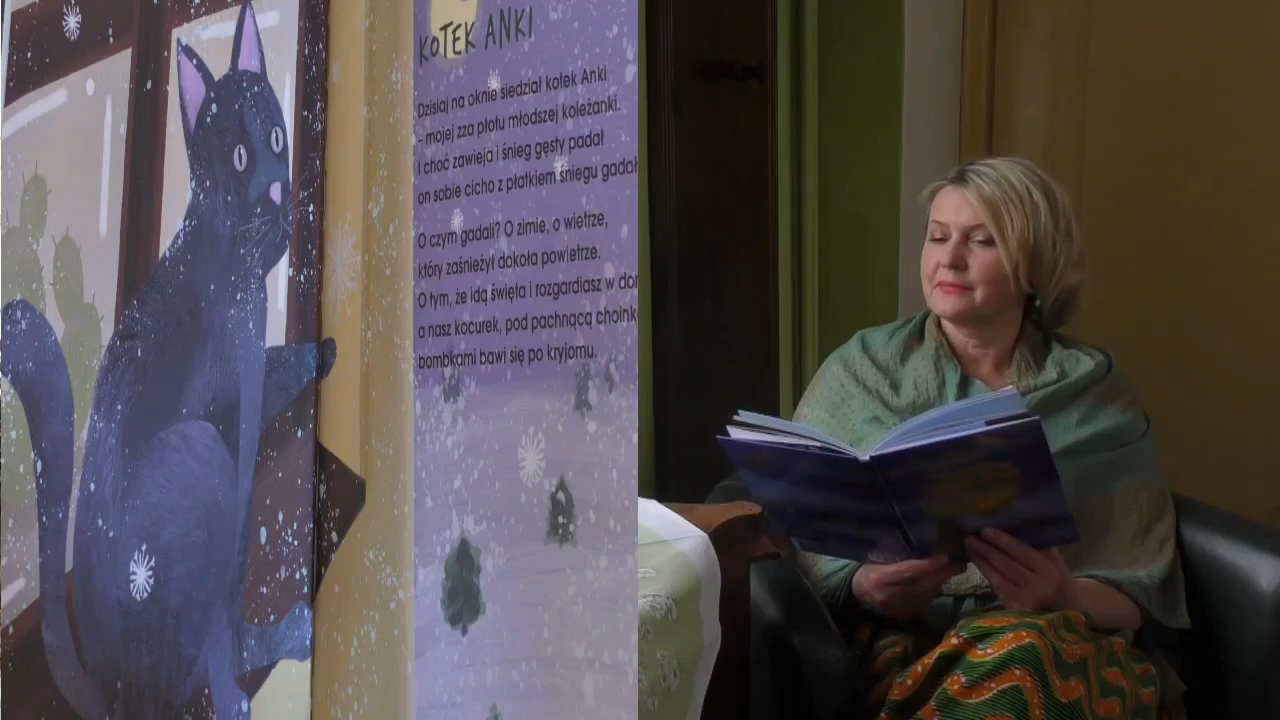 KOTEK ANKI
Dzisiaj na oknie siedział kotek Anki
- mojej zza płotu młodszej koleżanki.
I choć zawieja i śnieg gęsty padał
on sobie cicho z płatkiem śniegu gadał
O czym gadali? O zimie, o wietrze,
który zaśnieżył dokoła powietrze.
O tym, że idą święta i rozgardiasz w dom
a nasz kocurek, pod pachnącą choink
bombkami bawi się po kryjomu.